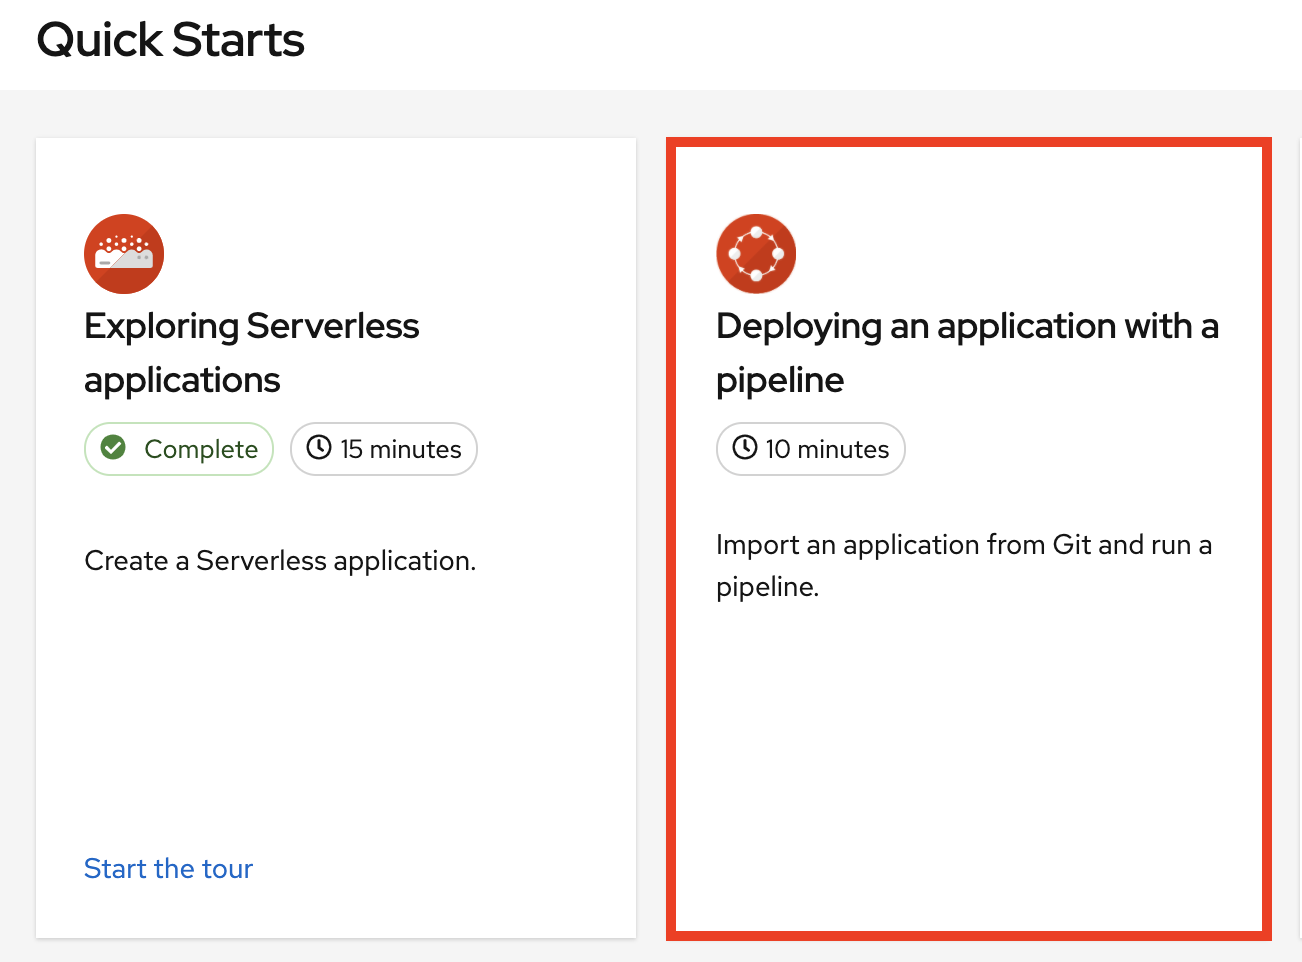 Quick Starts
Exploring Serverless
applications
Complete
15 minutes
Create a Serverless application.
Start the tour
Deploying an application with a
pipeline
10 minutes
Import an application from Git and run a
pipeline.